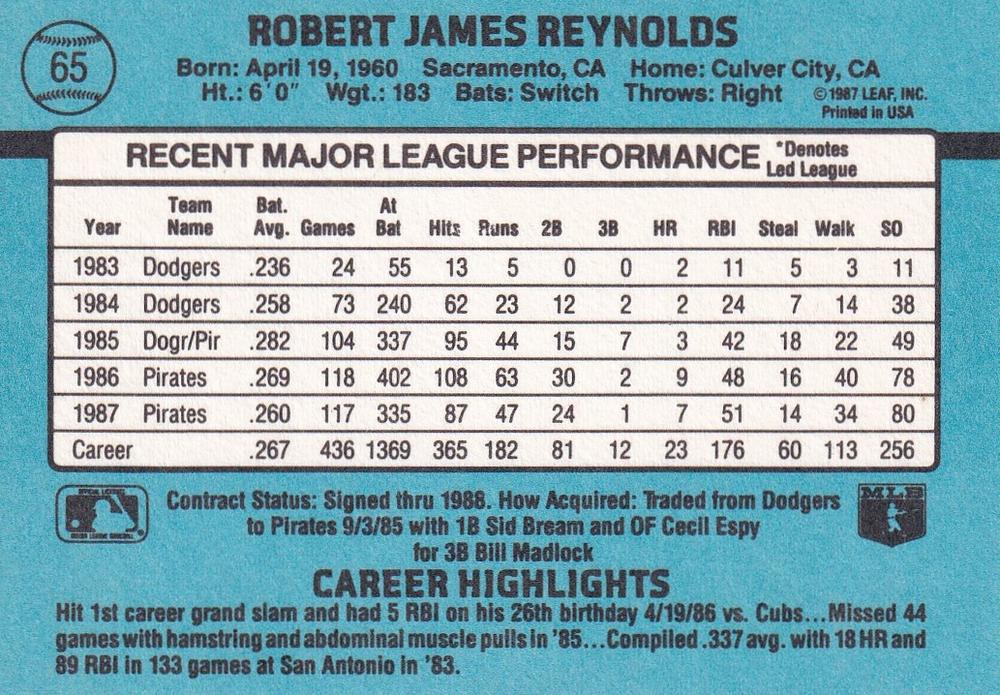 65
ROBERT JAMES REYNOLDS
Born: April 19, 1960 Sacramento, CA Home: Culver City, CA
Ht.: 6'0" Wgt.: 183 Bats: Switch Throws: Right ©1987 LEAF, INC.
Printed in USA
RECENT MAJOR LEAGUE PERFORMANCE *Denotes Led League
Year Team Name Bat. Avg. Games At Bat Hits Runs 2B 3B HR RBI Steal Walk SO
1983 Dodgers .236 24 55 13 5 0 0 2 11 5 3 11
1984 Dodgers .258 73 240 62 23 12 2 2 24 7 14 38
1985 Dogr/Pir .282 104 337 95 44 15 7 3 42 18 22 49
1986 Pirates .269 118 402 108 63 30 2 9 48 16 40 78
1987 Pirates .260 117 335 87 47 24 1 7 51 14 34 80
Career .267 436 1369 365 182 81 12 23 176 60 113 256
Contract Status: Signed thru 1988. How Acquired: Traded from Dodgers
to Pirates 9/3/85 with 1B Sid Bream and OF Cecil Espy
for 3B Bill Madlock
MLB
CAREER HIGHLIGHTS
Hit 1st career grand slam and had 5 RBI on his 26th birthday 4/19/86 vs. Cubs...Missed 44
games with hamstring and abdominal muscle pulls in '85...Compiled .337 avg. with 18 HR and
89 RBI in 133 games at San Antonio in '83.